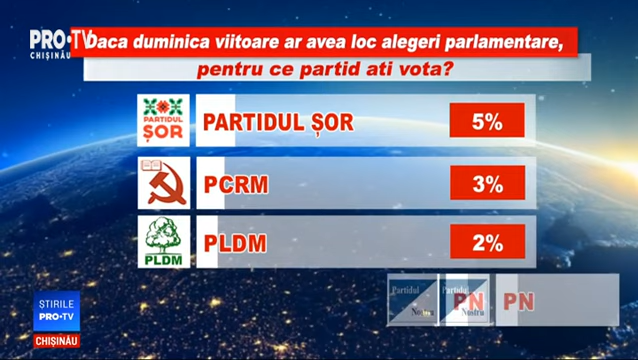 PRO•TV
CHIȘINĂU
Daca duminica viitoare ar avea loc alegeri parlamentare,
pentru ce partid ati vota?
PARTIDUL
ȘOR
PARTIDUL ȘOR
5%
PCRM
3%
PLDM
PLDM
2%
Partidul
Nostru
Partidul
Nostru
PN
PN
ȘTIRILE
PRO•TV
CHIȘINĂU